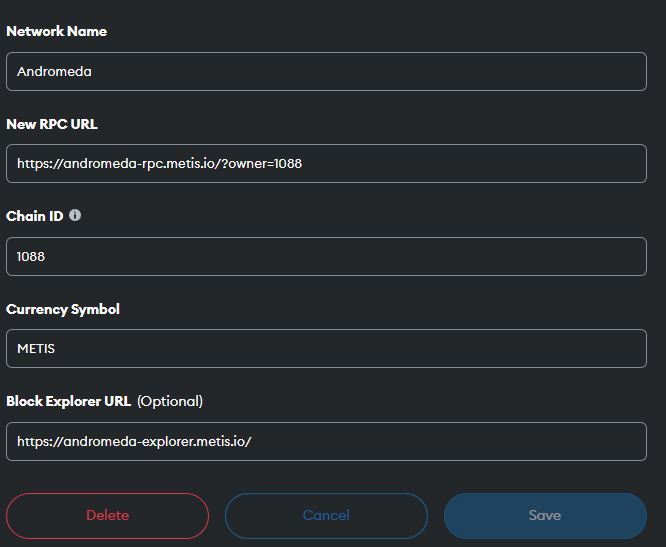 Network Name
Andromeda
New RPC URL
https://andromeda-rpc.metis.io/?owner=1088
Chain ID
1088
Currency Symbol
METIS
Block Explorer URL (Optional)
https://andromeda-explorer.metis.io/
Delete Cancel Save